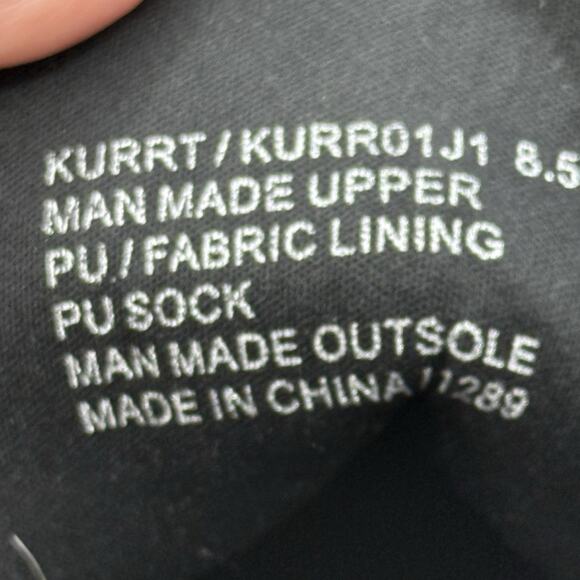 KURRT / KURR01J1 8.5
MAN MADE UPPER
PU / FABRIC LINING
PU SOCK
MAN MADE OUTSOLE
MADE IN CHINA 11289